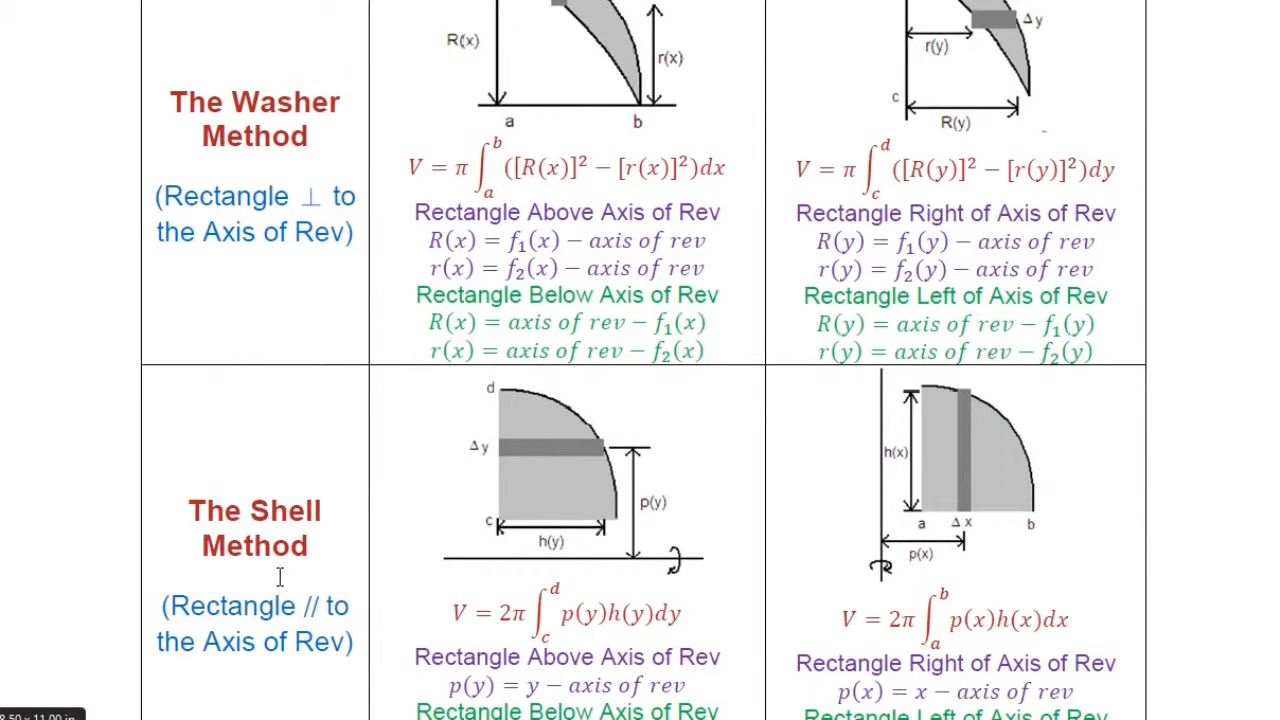 The Washer
Method
(Rectangle ⊥ to
the Axis of Rev)
R(x)
r(x)
a
b
V = π ∫_a^b ([R(x)]² − [r(x)]²)dx
Rectangle Above Axis of Rev
R(x) = f₁(x) − axis of rev
r(x) = f₂(x) − axis of rev
Rectangle Below Axis of Rev
R(x) = axis of rev − f₁(x)
r(x) = axis of rev − f₂(x)
Δy
r(y)
c
R(y)
V = π ∫_c^d ([R(y)]² − [r(y)]²)dy
Rectangle Right of Axis of Rev
R(y) = f₁(y) − axis of rev
r(y) = f₂(y) − axis of rev
Rectangle Left of Axis of Rev
R(y) = axis of rev − f₁(y)
r(y) = axis of rev − f₂(y)
The Shell
Method
(Rectangle // to
the Axis of Rev)
d
Δy
c
p(y)
h(y)
V = 2π ∫_c^d p(y)h(y)dy
Rectangle Above Axis of Rev
p(y) = y − axis of rev
Rectangle Below Axis of Rev
h(x)
a
Δx
b
p(x)
V = 2π ∫_a^b p(x)h(x)dx
Rectangle Right of Axis of Rev
p(x) = x − axis of rev
Rectangle Left of Axis of Rev
8.50 x 11.00 in